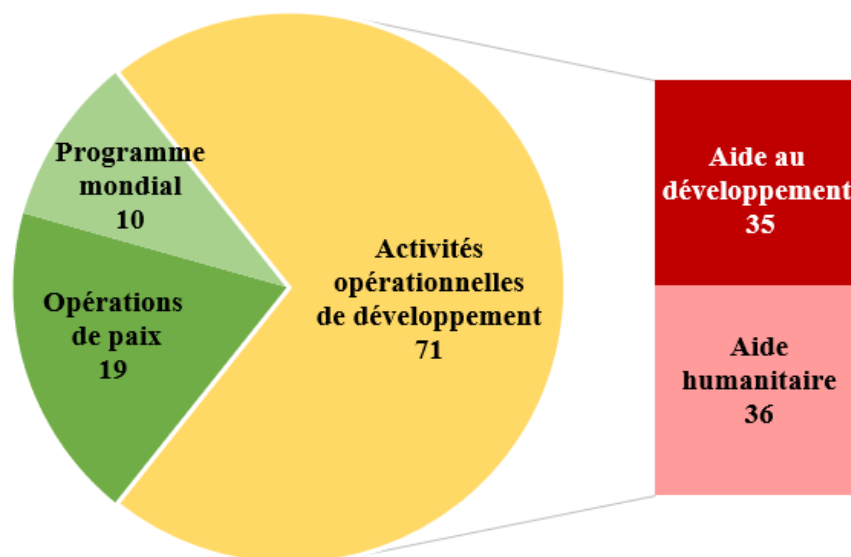 Programme
mondial
10
Opérations
de paix
19
Activités
opérationnelles
de développement
71
Aide au
développement
35
Aide
humanitaire
36